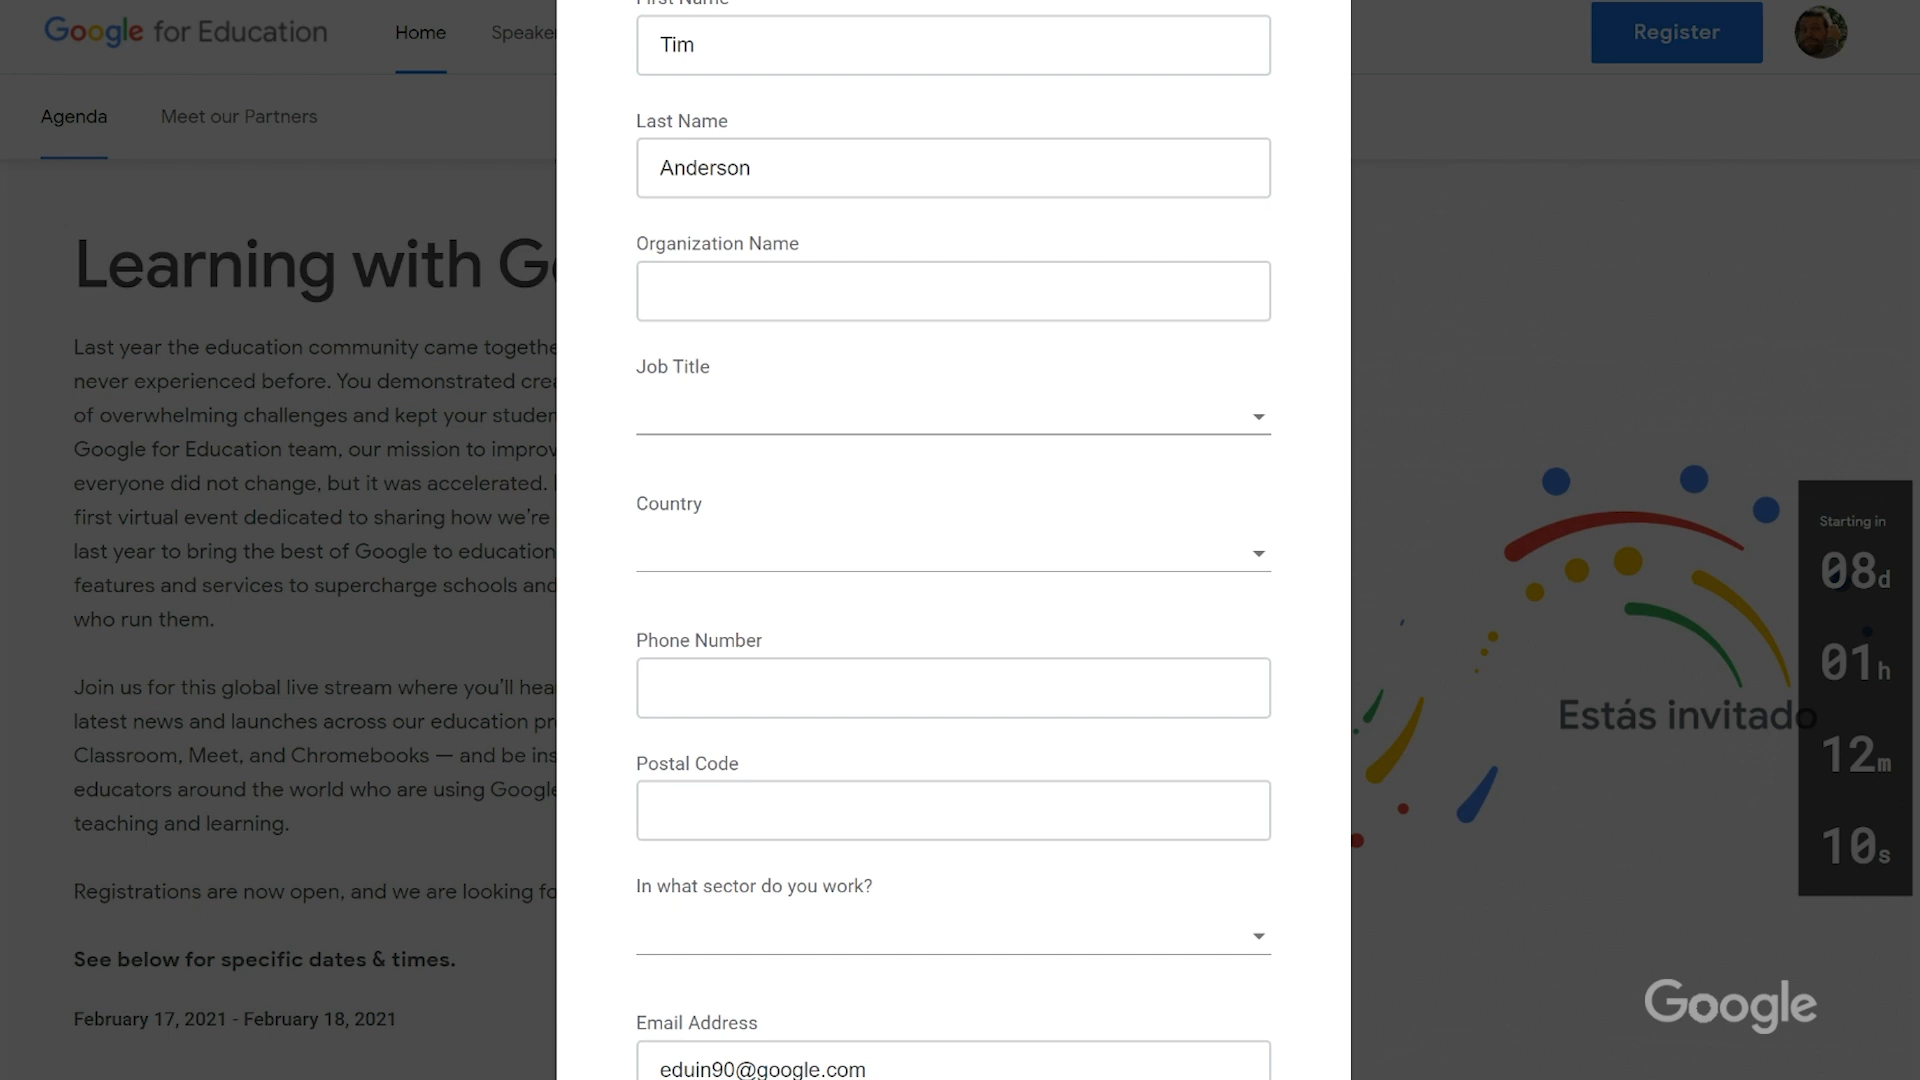 Google for Education
Home
Speake
Register
Agenda
Meet our Partners
Learning with G
Last year the education community came togethe
never experienced before. You demonstrated crea
of overwhelming challenges and kept your studen
Google for Education team, our mission to improv
everyone did not change, but it was accelerated.
first virtual event dedicated to sharing how we’re
last year to bring the best of Google to education
features and services to supercharge schools and
who run them.
Join us for this global live stream where you’ll hea
latest news and launches across our education pr
Classroom, Meet, and Chromebooks — and be ins
educators around the world who are using Google
teaching and learning.
Registrations are now open, and we are looking fo
See below for specific dates & times.
February 17, 2021 - February 18, 2021
First Name
Tim
Last Name
Anderson
Organization Name
Job Title
Country
Phone Number
Postal Code
In what sector do you work?
Email Address
eduin90@google.com
Estás invitado
Starting in
08d
01h
12m
10s
Google